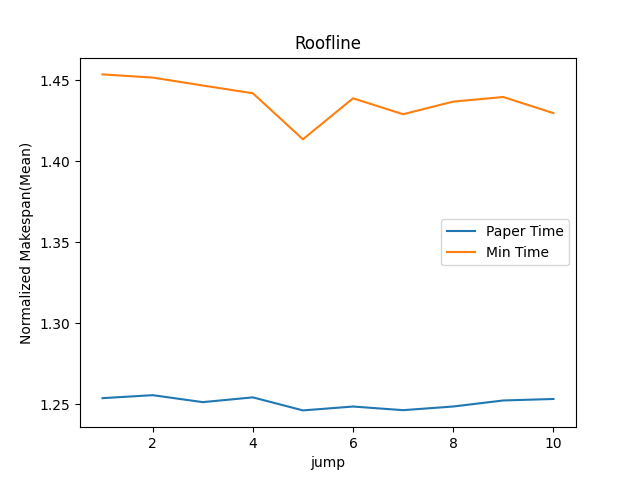 Roofline
Normalized Makespan(Mean)
1.45
1.40
1.35
1.30
1.25
Paper Time
Min Time
2 4 6 8 10
jump